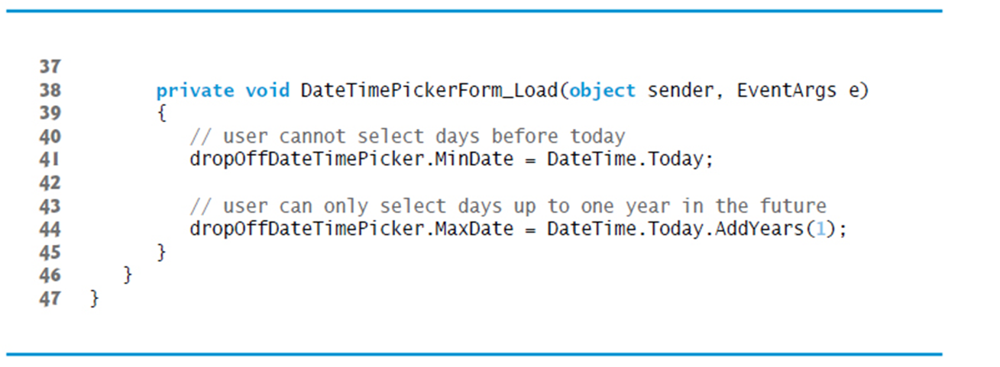 37
38 private void DateTimePickerForm_Load(object sender, EventArgs e)
39 {
40 // user cannot select days before today
41 dropOffDateTimePicker.MinDate = DateTime.Today;
42
43 // user can only select days up to one year in the future
44 dropOffDateTimePicker.MaxDate = DateTime.Today.AddYears(1);
45 }
46 }
47 }